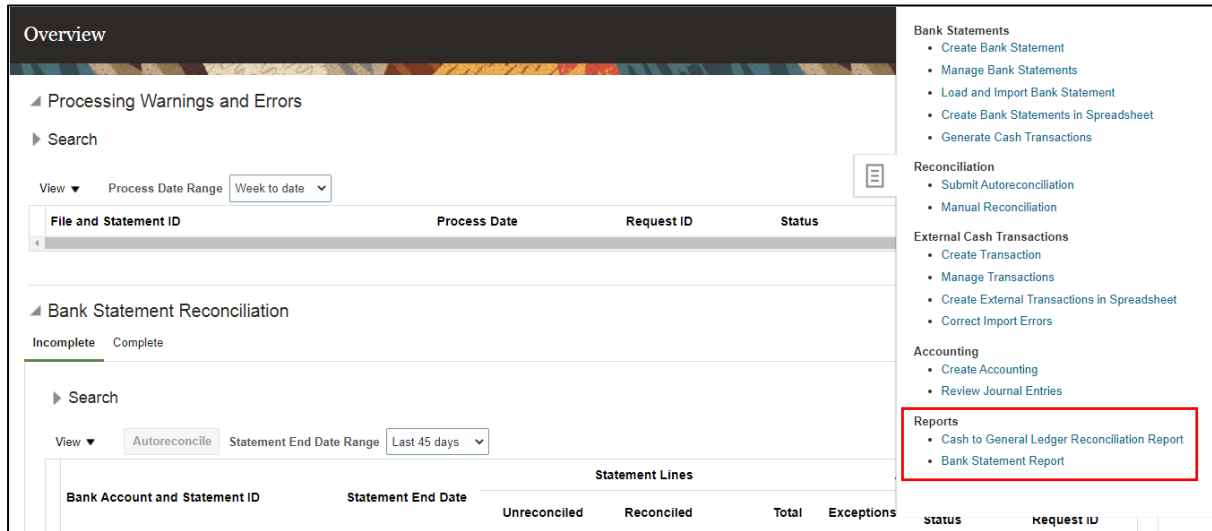 Overview
Processing Warnings and Errors
Search
View Process Date Range Week to date
File and Statement ID Process Date Request ID Status
Bank Statement Reconciliation
Incomplete Complete
Search
View Autoreconcile Statement End Date Range Last 45 days
Statement Lines
Bank Account and Statement ID Statement End Date
Unreconciled Reconciled Total Exceptions Status Request ID
Bank Statements
Create Bank Statement
Manage Bank Statements
Load and Import Bank Statement
Create Bank Statements in Spreadsheet
Generate Cash Transactions
Reconciliation
Submit Autoreconciliation
Manual Reconciliation
External Cash Transactions
Create Transaction
Manage Transactions
Create External Transactions in Spreadsheet
Correct Import Errors
Accounting
Create Accounting
Review Journal Entries
Reports
Cash to General Ledger Reconciliation Report
Bank Statement Report